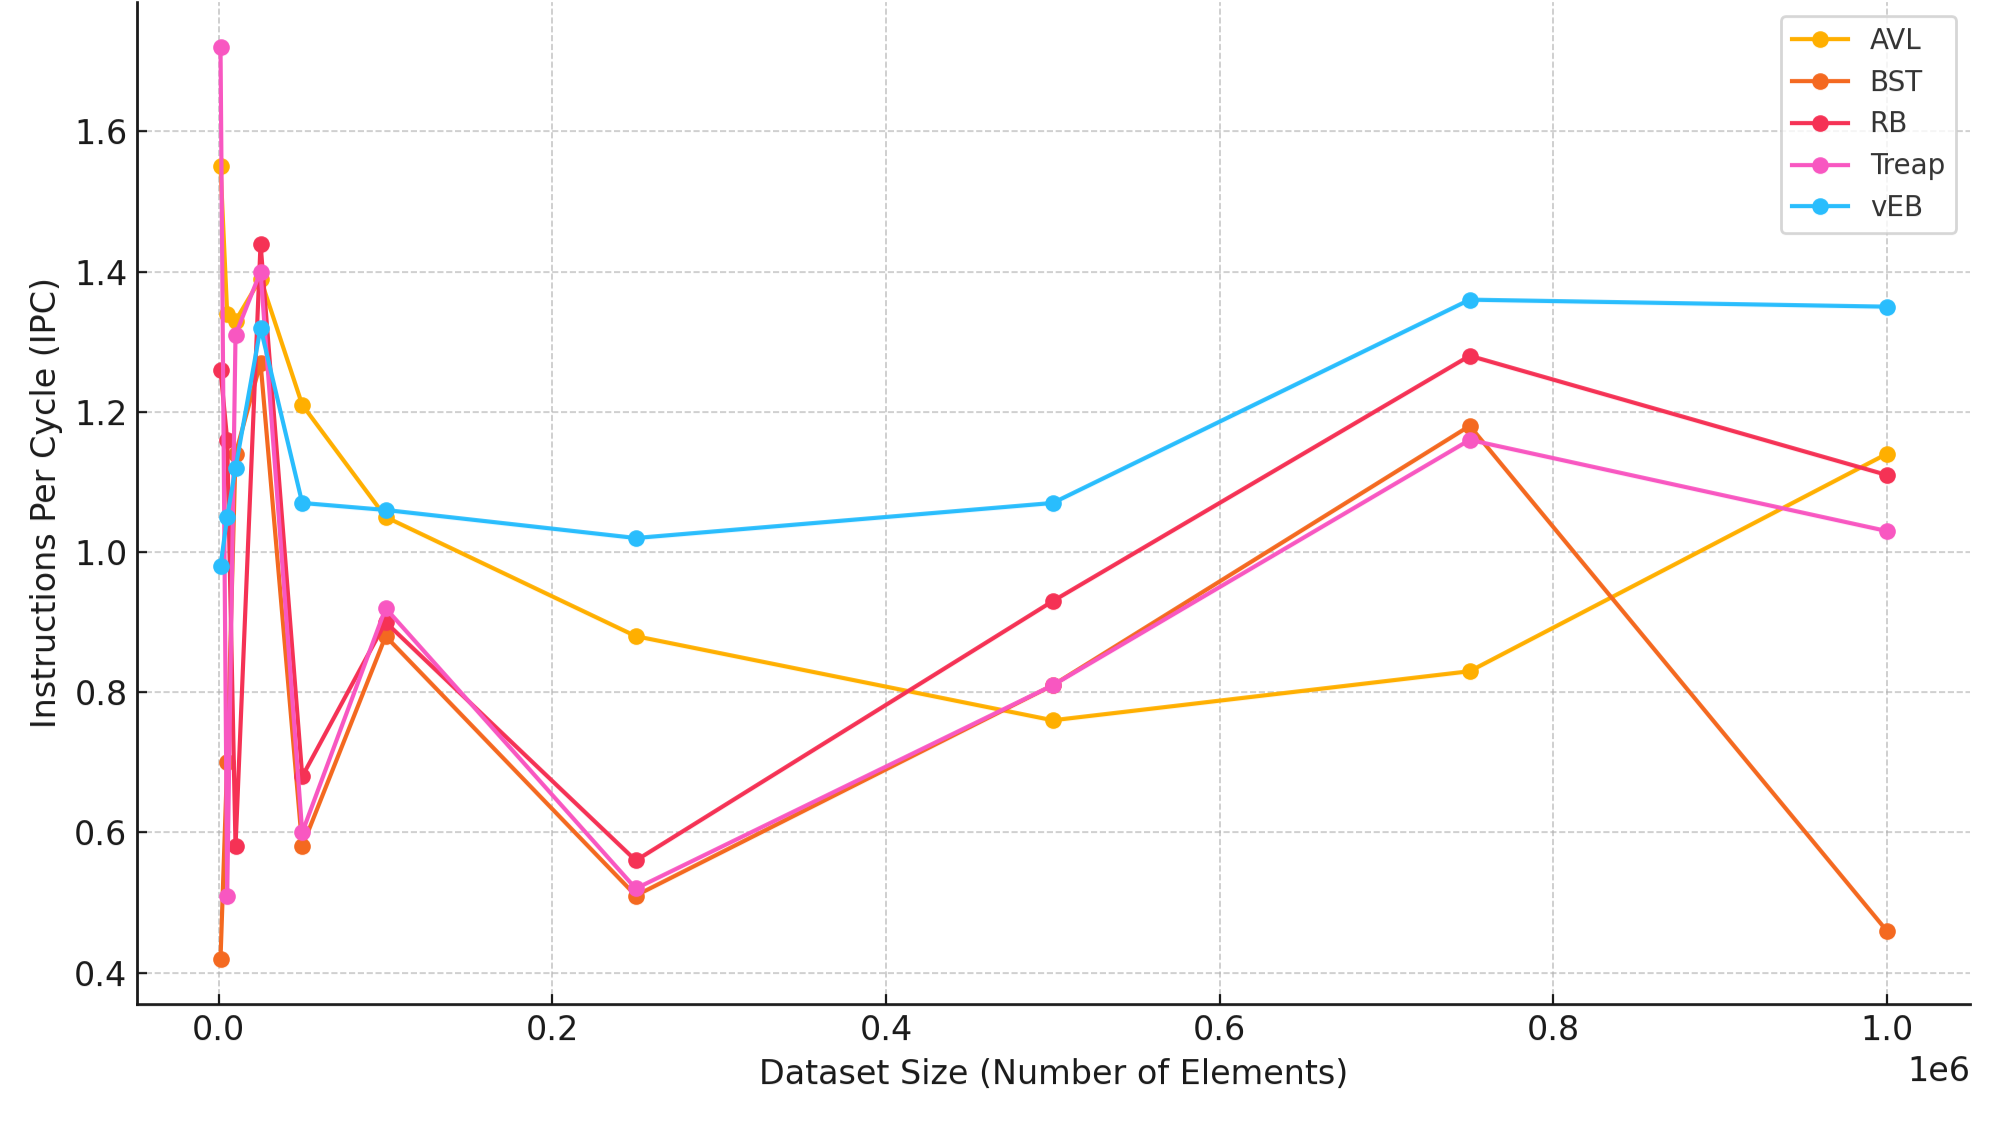 AVL
BST
RB
Treap
vEB
Instructions Per Cycle (IPC)
1.6
1.4
1.2
1.0
0.8
0.6
0.4
0.0 0.2 0.4 0.6 0.8 1.0
1e6
Dataset Size (Number of Elements)